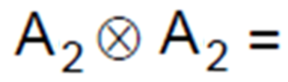 A₂ ⊗ A₂ =